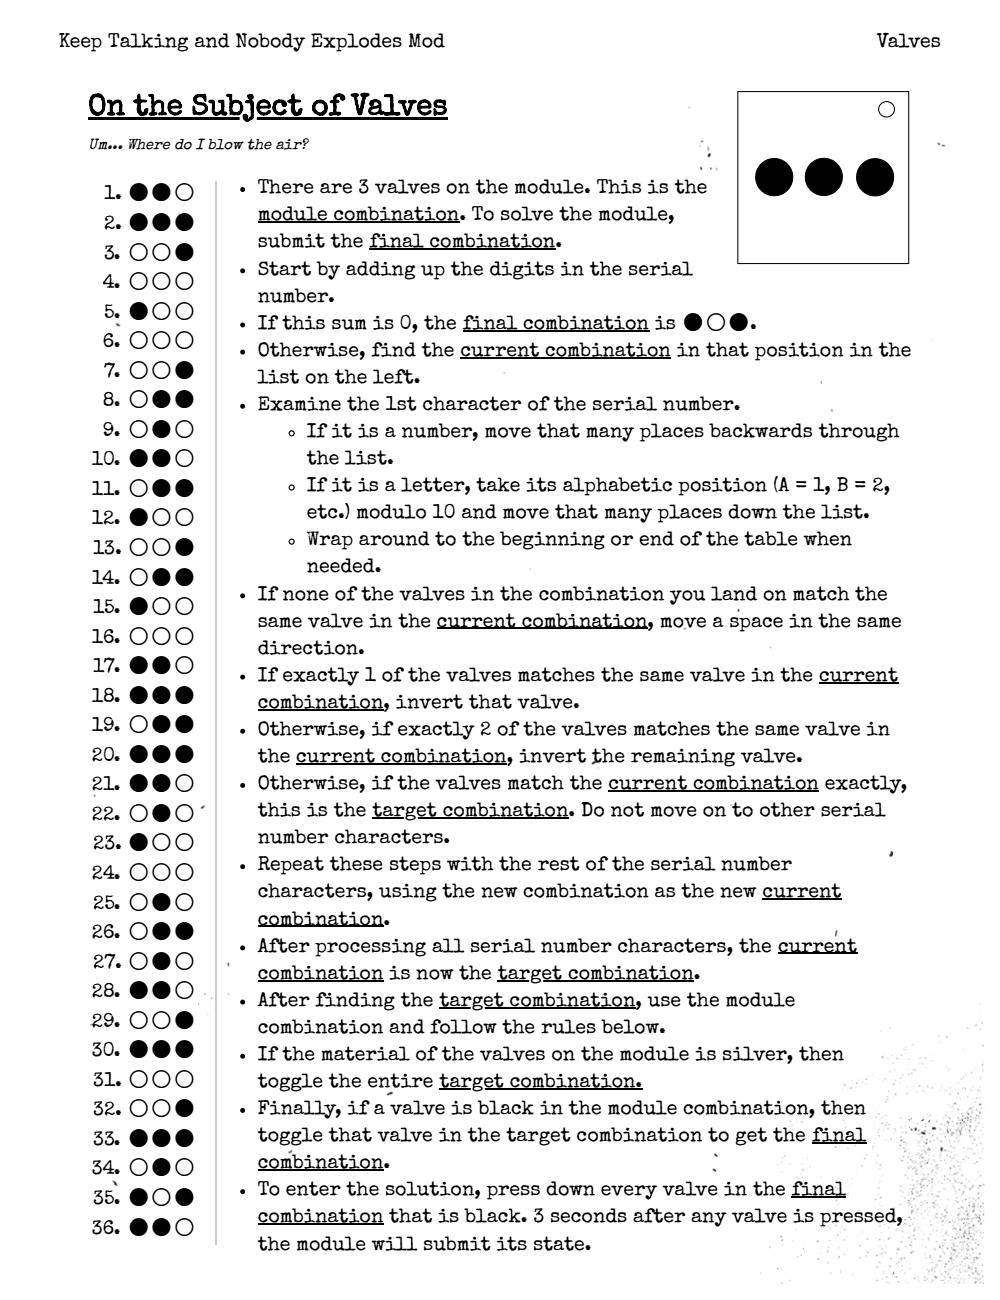 Keep Talking and Nobody Explodes Mod
Valves
On the Subject of Valves
Um... Where do I blow the air?
1.
2.
3.
4.
5.
6.
7.
8.
9.
10.
11.
12.
13.
14.
15.
16.
17.
18.
19.
20.
21.
22.
23.
24.
25.
26.
27.
28.
29.
30.
31.
32.
33.
34.
35.
36.
• There are 3 valves on the module. This is the
module combination. To solve the module,
submit the final combination.
• Start by adding up the digits in the serial
number.
• If this sum is 0, the final combination is ●○●.
• Otherwise, find the current combination in that position in the
list on the left.
• Examine the 1st character of the serial number.
◦ If it is a number, move that many places backwards through
the list.
◦ If it is a letter, take its alphabetic position (A = 1, B = 2,
etc.) modulo 10 and move that many places down the list.
◦ Wrap around to the beginning or end of the table when
needed.
• If none of the valves in the combination you land on match the
same valve in the current combination, move a space in the same
direction.
• If exactly 1 of the valves matches the same valve in the current
combination, invert that valve.
• Otherwise, if exactly 2 of the valves matches the same valve in
the current combination, invert the remaining valve.
• Otherwise, if the valves match the current combination exactly,
this is the target combination. Do not move on to other serial
number characters.
• Repeat these steps with the rest of the serial number
characters, using the new combination as the new current
combination.
• After processing all serial number characters, the current
combination is now the target combination.
• After finding the target combination, use the module
combination and follow the rules below.
• If the material of the valves on the module is silver, then
toggle the entire target combination.
• Finally, if a valve is black in the module combination, then
toggle that valve in the target combination to get the final
combination.
• To enter the solution, press down every valve in the final
combination that is black. 3 seconds after any valve is pressed,
the module will submit its state.